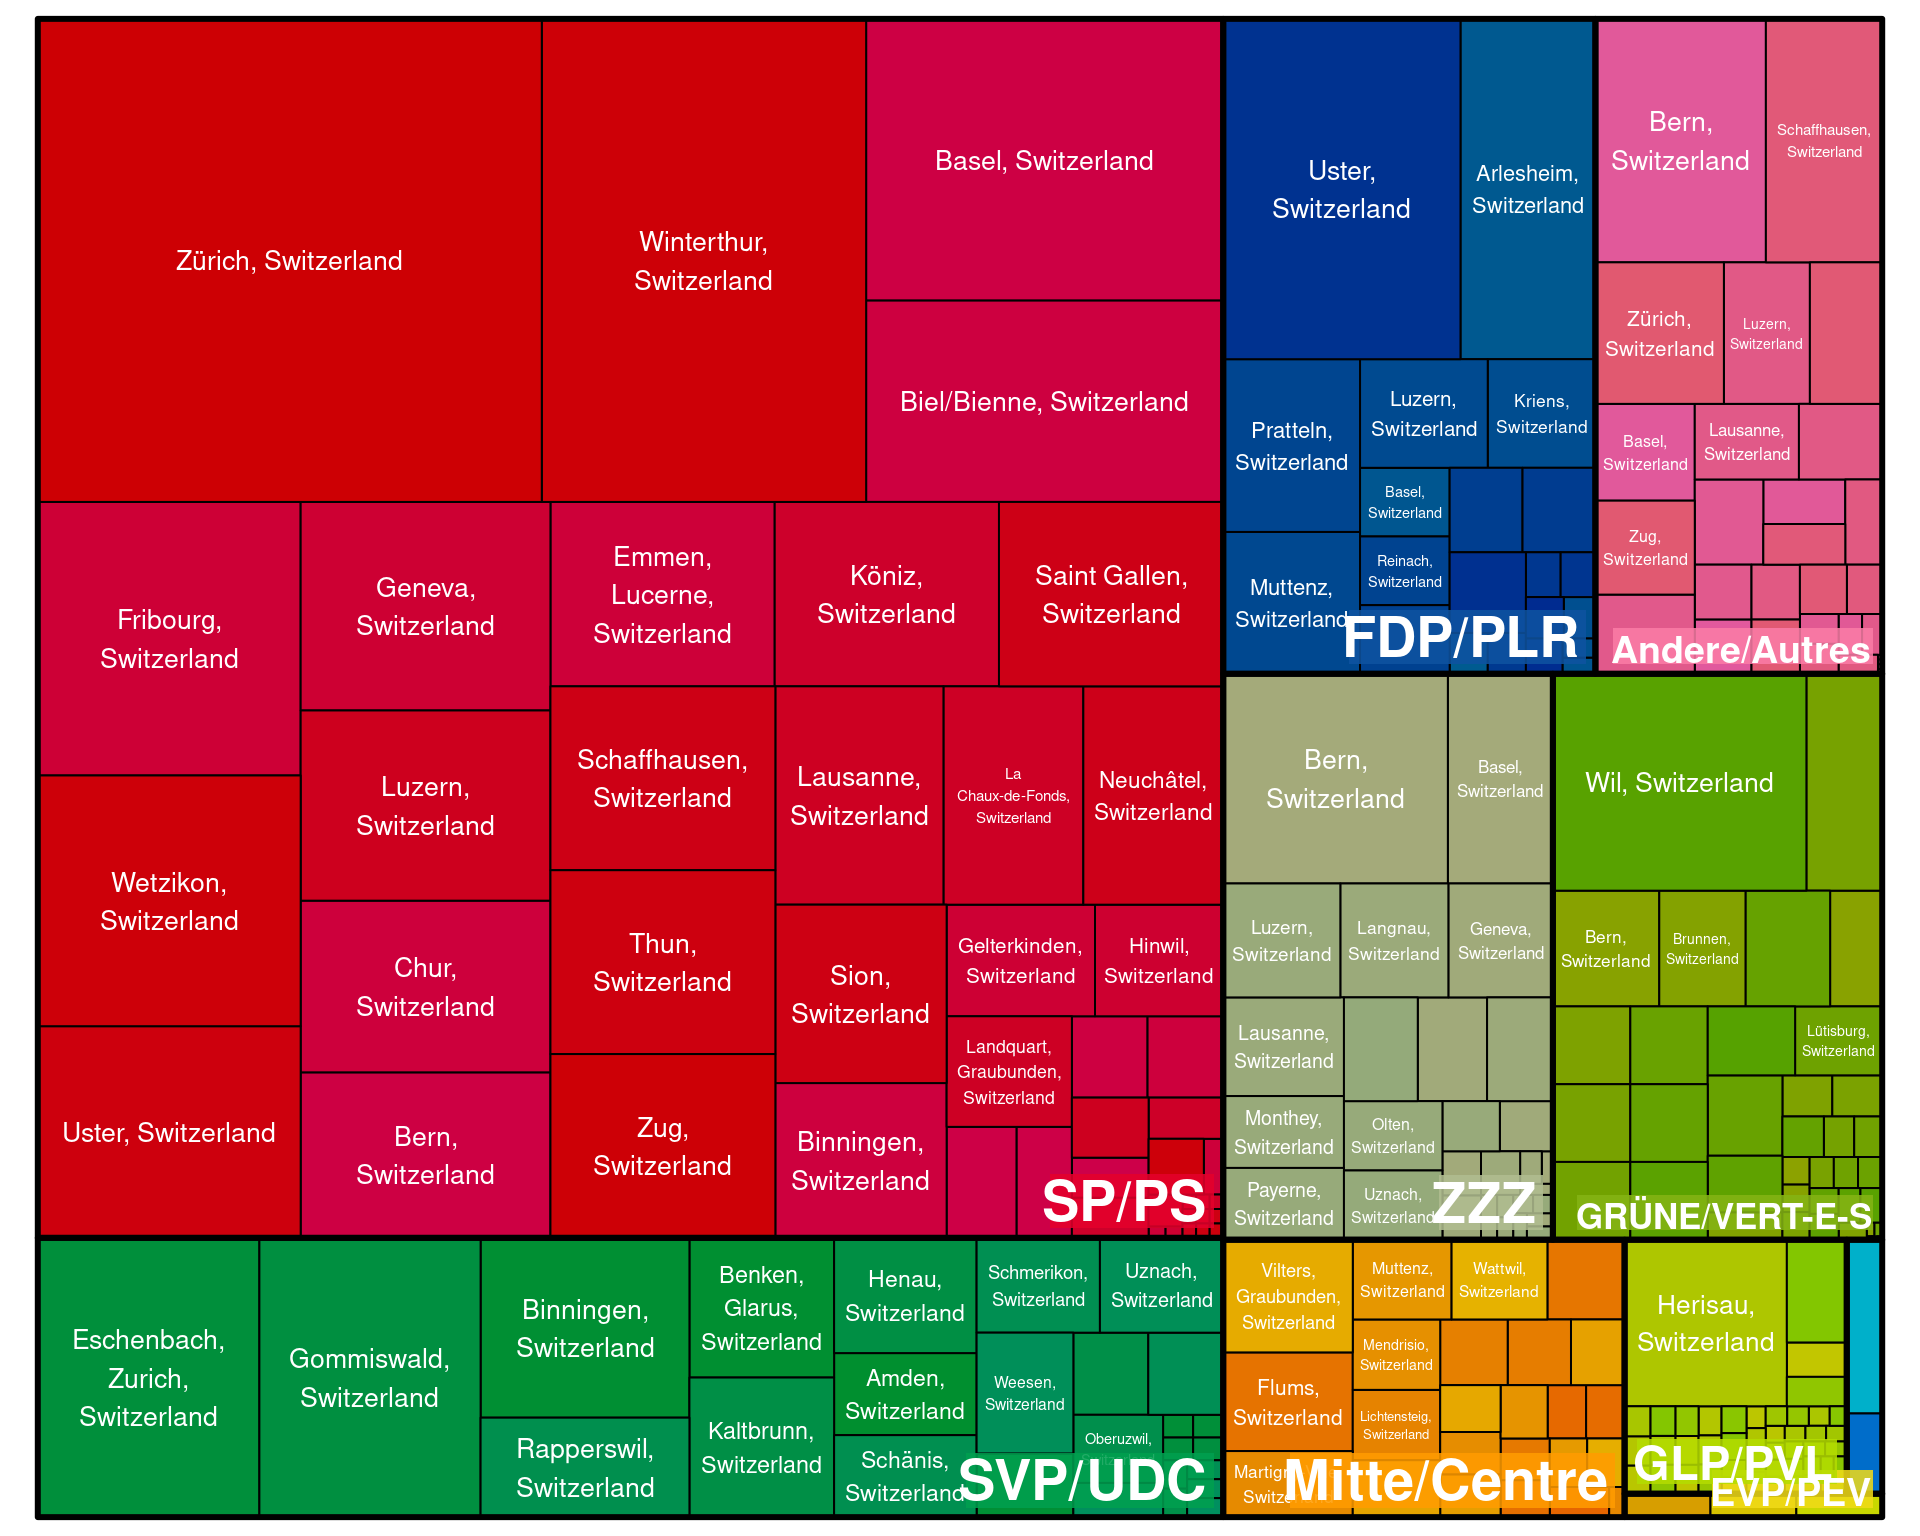 Zürich, Switzerland
Winterthur,
Switzerland
Basel, Switzerland
Biel/Bienne, Switzerland
Fribourg,
Switzerland
Wetzikon,
Switzerland
Uster, Switzerland
Geneva,
Switzerland
Luzern,
Switzerland
Chur,
Switzerland
Bern,
Switzerland
Emmen,
Lucerne,
Switzerland
Schaffhausen,
Switzerland
Thun,
Switzerland
Zug,
Switzerland
Köniz,
Switzerland
Saint Gallen,
Switzerland
Lausanne,
Switzerland
La
Chaux-de-Fonds,
Switzerland
Neuchâtel,
Switzerland
Sion,
Switzerland
Binningen,
Switzerland
Gelterkinden,
Switzerland
Hinwil,
Switzerland
Landquart,
Graubunden,
Switzerland
SP/PS
Eschenbach,
Zurich,
Switzerland
Gommiswald,
Switzerland
Binningen,
Switzerland
Rapperswil,
Switzerland
Benken,
Glarus,
Switzerland
Kaltbrunn,
Switzerland
Henau,
Switzerland
Amden,
Switzerland
Schänis,
Switzerland
Schmerikon,
Switzerland
Uznach,
Switzerland
Weesen,
Switzerland
Oberuzwil,
SVP/UDC
Uster,
Switzerland
Arlesheim,
Switzerland
Pratteln,
Switzerland
Muttenz,
Switzerland
Luzern,
Switzerland
Kriens,
Switzerland
Basel,
Switzerland
Reinach,
Switzerland
FDP/PLR
Bern,
Switzerland
Schaffhausen,
Switzerland
Zürich,
Switzerland
Luzern,
Switzerland
Basel,
Switzerland
Lausanne,
Switzerland
Zug,
Switzerland
Andere/Autres
Bern,
Switzerland
Basel,
Switzerland
Luzern,
Switzerland
Langnau,
Switzerland
Geneva,
Switzerland
Lausanne,
Switzerland
Monthey,
Switzerland
Payerne,
Switzerland
Olten,
Switzerland
Uznach,
Switzerland
ZZZ
Wil, Switzerland
Bern,
Switzerland
Brunnen,
Switzerland
Lütisburg,
Switzerland
GRÜNE/VERT-E-S
Vilters,
Graubunden,
Switzerland
Flums,
Switzerland
Muttenz,
Switzerland
Wattwil,
Switzerland
Mendrisio,
Switzerland
Lichtensteig,
Switzerland
Mitte/Centre
Herisau,
Switzerland
GLP/PVL
EVP/PEV